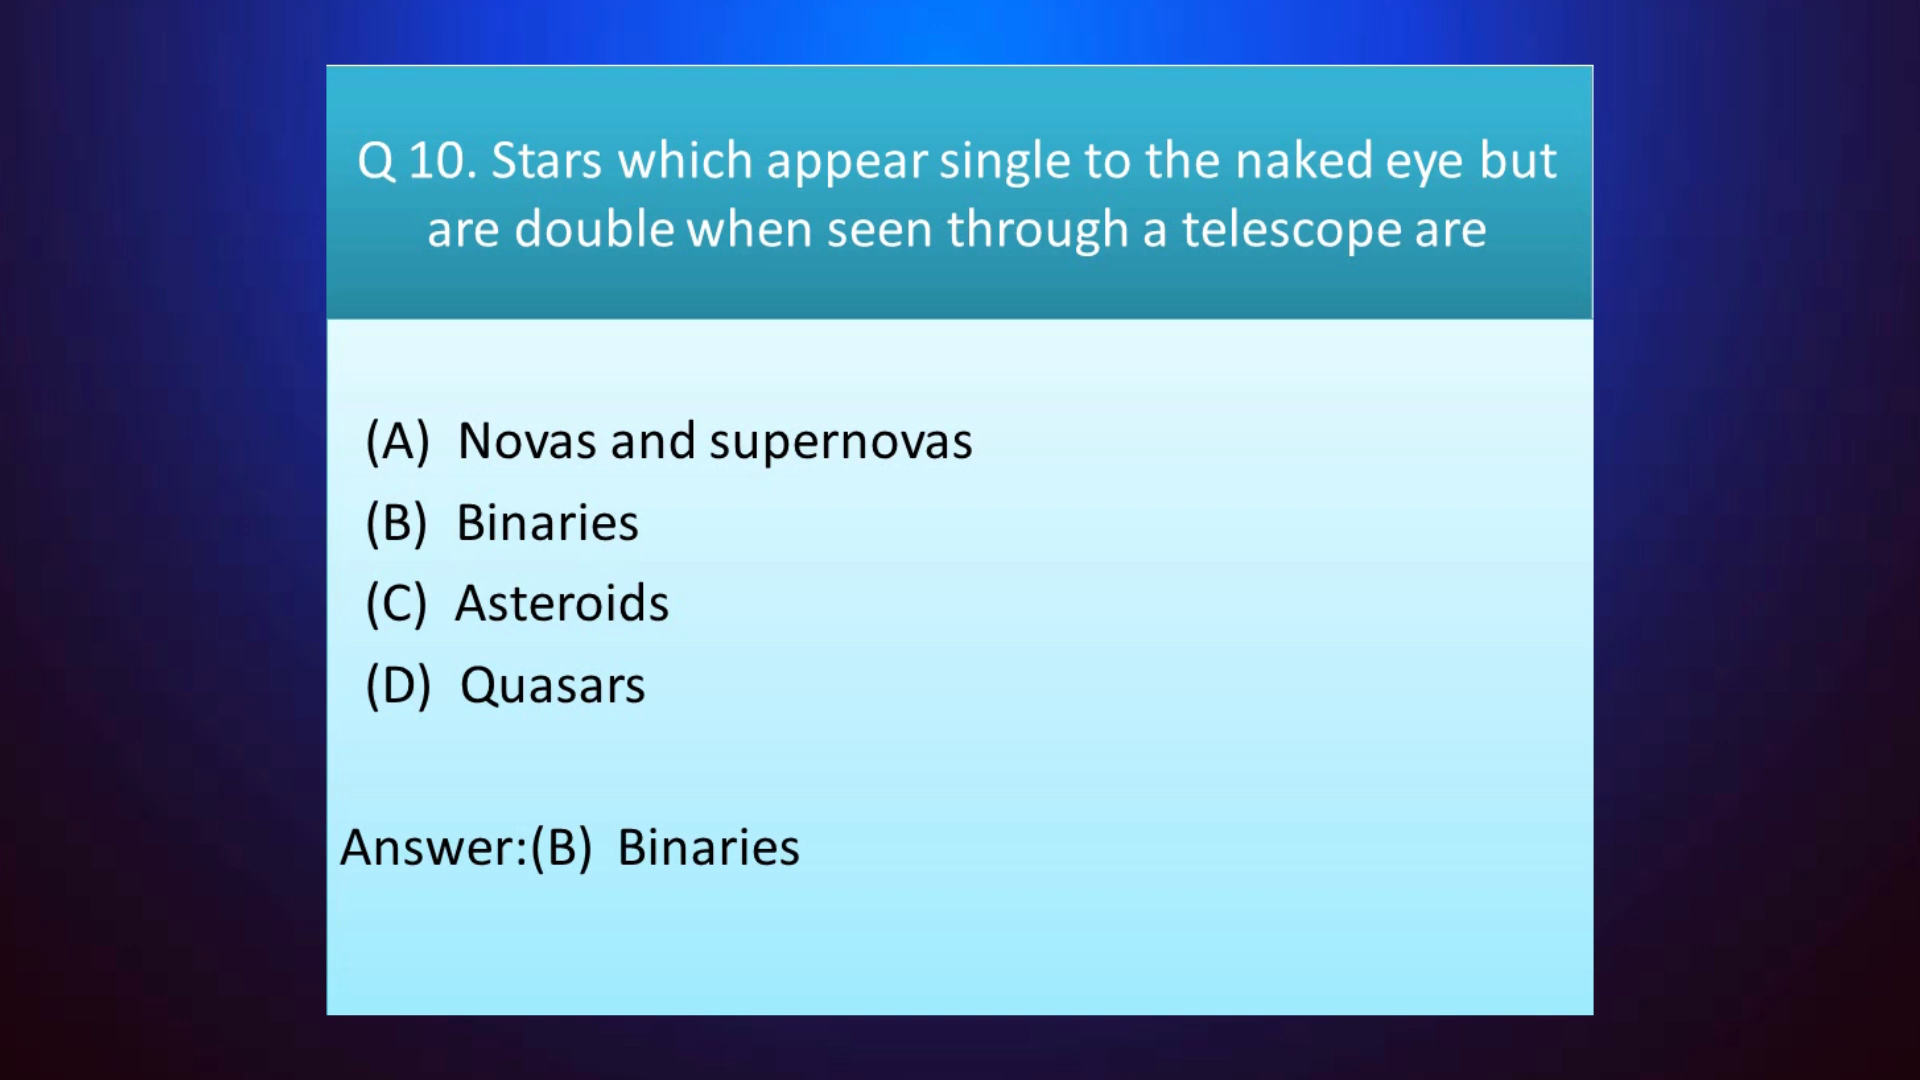 Q 10. Stars which appear single to the naked eye but
are double when seen through a telescope are
(A) Novas and supernovas
(B) Binaries
(C) Asteroids
(D) Quasars
Answer:(B) Binaries